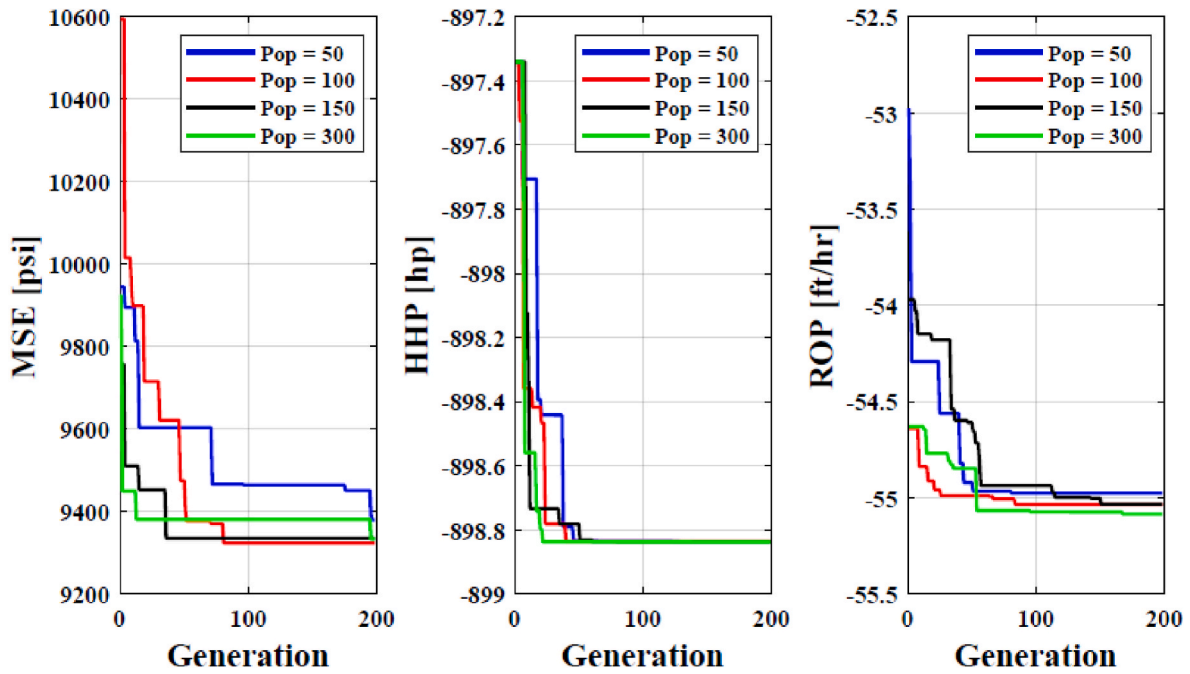 MSE [psi]
10600
10400
10200
10000
9800
9600
9400
9200
0
100
200
Generation
Pop = 50
Pop = 100
Pop = 150
Pop = 300
HHP [hp]
-897.2
-897.4
-897.6
-897.8
-898
-898.2
-898.4
-898.6
-898.8
-899
0
100
200
Generation
Pop = 50
Pop = 100
Pop = 150
Pop = 300
ROP [ft/hr]
-52.5
-53
-53.5
-54
-54.5
-55
-55.5
0
100
200
Generation
Pop = 50
Pop = 100
Pop = 150
Pop = 300